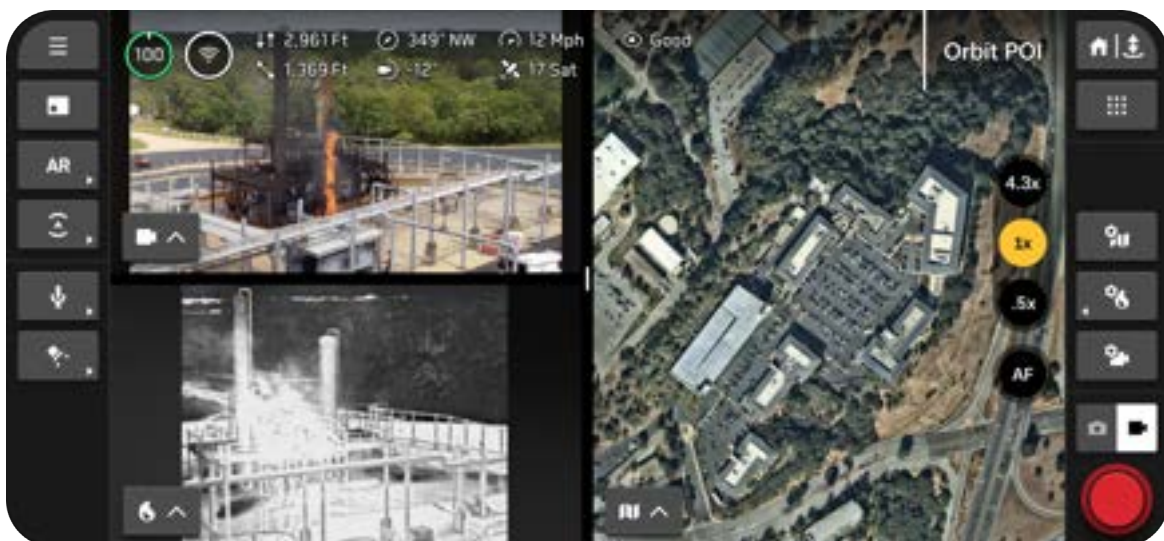 100 2,961 Ft 349° NW 12 Mph Good
1,369 Ft -12° 17 Sat
Orbit POI
AR
4.3x
1x
.5x
AF